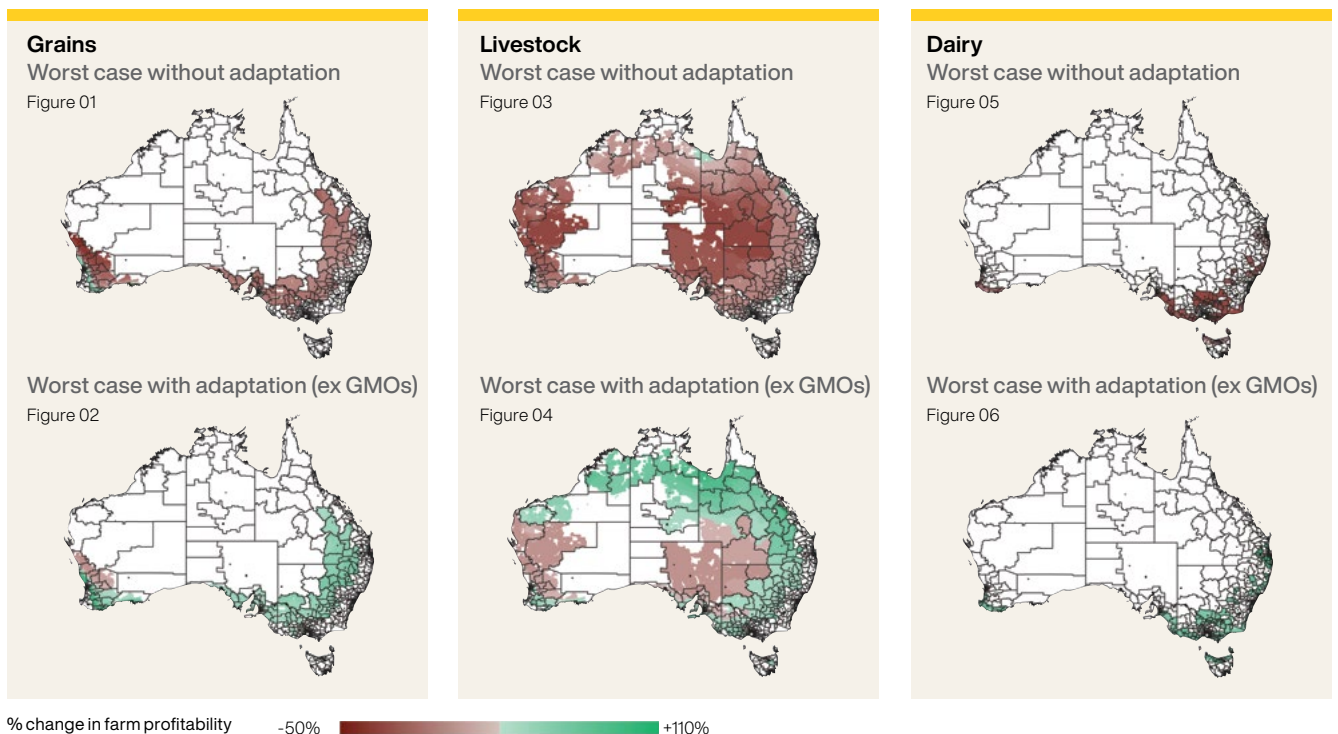 Grains
Worst case without adaptation
Figure 01
Worst case with adaptation (ex GMOs)
Figure 02
Livestock
Worst case without adaptation
Figure 03
Worst case with adaptation (ex GMOs)
Figure 04
Dairy
Worst case without adaptation
Figure 05
Worst case with adaptation (ex GMOs)
Figure 06
% change in farm profitability
-50%
+110%